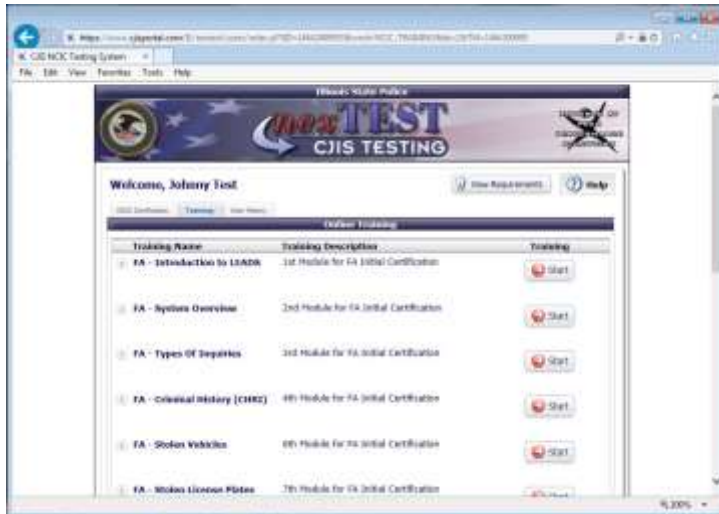 CJIS NCIC Testing System
File Edit View Favorites Tools Help
Illinois State Police
nexTEST
CJIS TESTING
Welcome, Johnny Test
View Requirements
Help
Training
Online Training
Training Name Training Description Training
FA - Introduction to LEADS 1st Module for FA Initial Certification Start
FA - System Overview 2nd Module for FA Initial Certification Start
FA - Types Of Inquiries 3rd Module for FA Initial Certification Start
FA - Criminal History (CHRI) 4th Module for FA Initial Certification Start
FA - Stolen Vehicles 6th Module for FA Initial Certification Start
FA - Stolen License Plates 7th Module for FA Initial Certification Start
100%